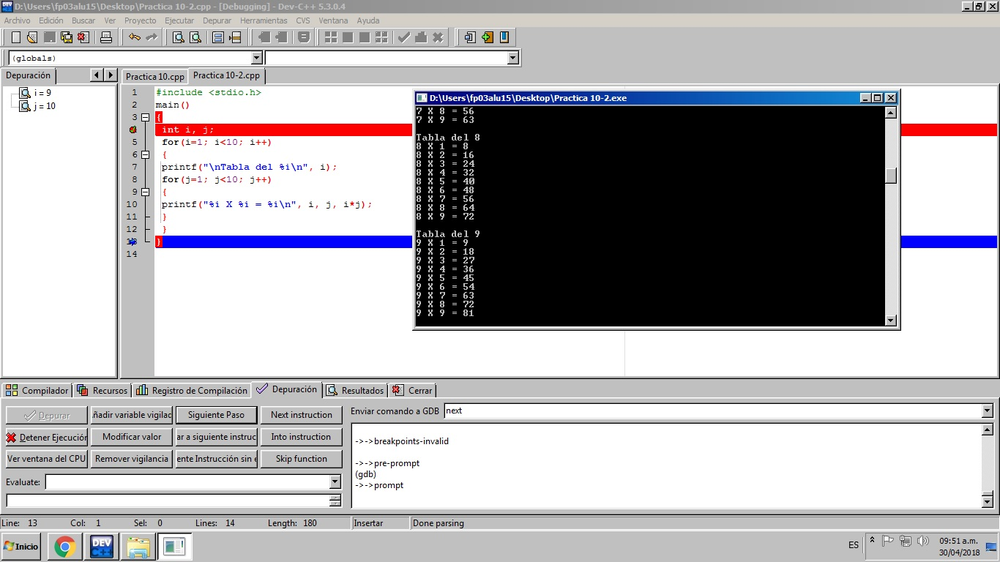 D:\Users\fp03alu15\Desktop\Practica 10-2.cpp - [Debugging] - Dev-C++ 5.3.0.4
Archivo Edición Buscar Ver Proyecto Ejecutar Depurar Herramientas CVS Ventana Ayuda
(globals)
Depuración
Practica 10.cpp Practica 10-2.cpp
i = 9
j = 10
1 #include <stdio.h>
2 main()
3 {
int i, j;
5 for(i=1; i<10; i++)
6 {
7 printf("\nTabla del %i\n", i);
8 for(j=1; j<10; j++)
9 {
10 printf("%i X %i = %i\n", i, j, i*j);
11 }
12 }
13 }
14
D:\Users\fp03alu15\Desktop\Practica 10-2.exe
7 X 8 = 56
7 X 9 = 63
Tabla del 8
8 X 1 = 8
8 X 2 = 16
8 X 3 = 24
8 X 4 = 32
8 X 5 = 40
8 X 6 = 48
8 X 7 = 56
8 X 8 = 64
8 X 9 = 72
Tabla del 9
9 X 1 = 9
9 X 2 = 18
9 X 3 = 27
9 X 4 = 36
9 X 5 = 45
9 X 6 = 54
9 X 7 = 63
9 X 8 = 72
9 X 9 = 81
Compilador Recursos Registro de Compilación Depuración Resultados Cerrar
Depurar ñadir variable vigilac Siguiente Paso Next instruction
Detener Ejecución Modificar valor ar a siguiente instruc Into instruction
Ver ventana del CPU Remover vigilancia ente Instrucción sin e Skip function
Evaluate:
Enviar comando a GDB next
->->breakpoints-invalid
->->pre-prompt
(gdb)
->->prompt
Line: 13 Col: 1 Sel: 0 Lines: 14 Length: 180 Insertar Done parsing
Inicio
DEV C++
ES
09:51 a.m.
30/04/2018